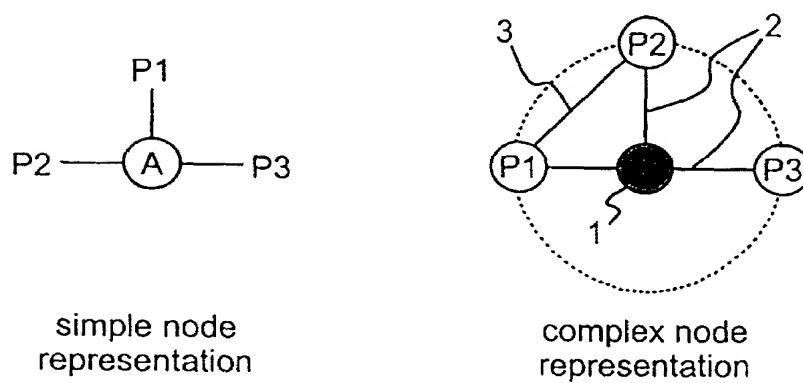 P1
P2
A
P3
simple node
representation
3
P2
2
P1
P3
1
complex node
representation